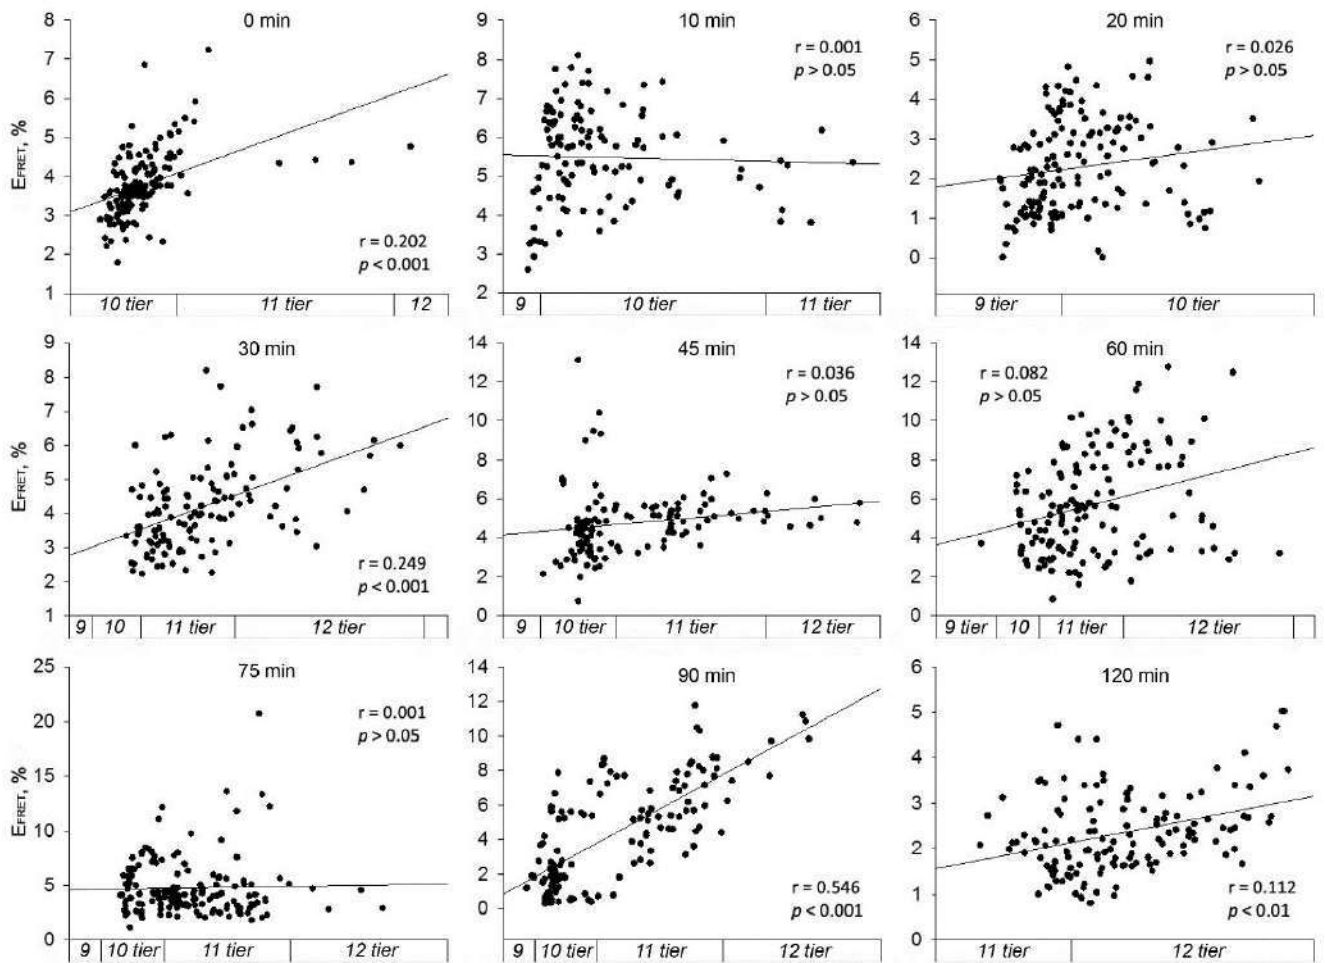 0 min
8
7
6
5
4
3
2
1
EFRET, %
r = 0.202
p < 0.001
10 tier 11 tier 12
10 min
9
8
7
6
5
4
3
2
r = 0.001
p > 0.05
9 10 tier 11 tier
20 min
6
5
4
3
2
1
0
r = 0.026
p > 0.05
9 tier 10 tier
30 min
9
8
7
6
5
4
3
2
1
EFRET, %
r = 0.249
p < 0.001
9 10 11 tier 12 tier
45 min
14
12
10
8
6
4
2
0
r = 0.036
p > 0.05
9 10 tier 11 tier 12 tier
60 min
14
12
10
8
6
4
2
0
r = 0.082
p > 0.05
9 tier 10 11 tier 12 tier
75 min
25
20
15
10
5
0
EFRET, %
r = 0.001
p > 0.05
9 10 tier 11 tier 12 tier
90 min
14
12
10
8
6
4
2
0
r = 0.546
p < 0.001
9 10 tier 11 tier 12 tier
120 min
6
5
4
3
2
1
0
r = 0.112
p < 0.01
11 tier 12 tier